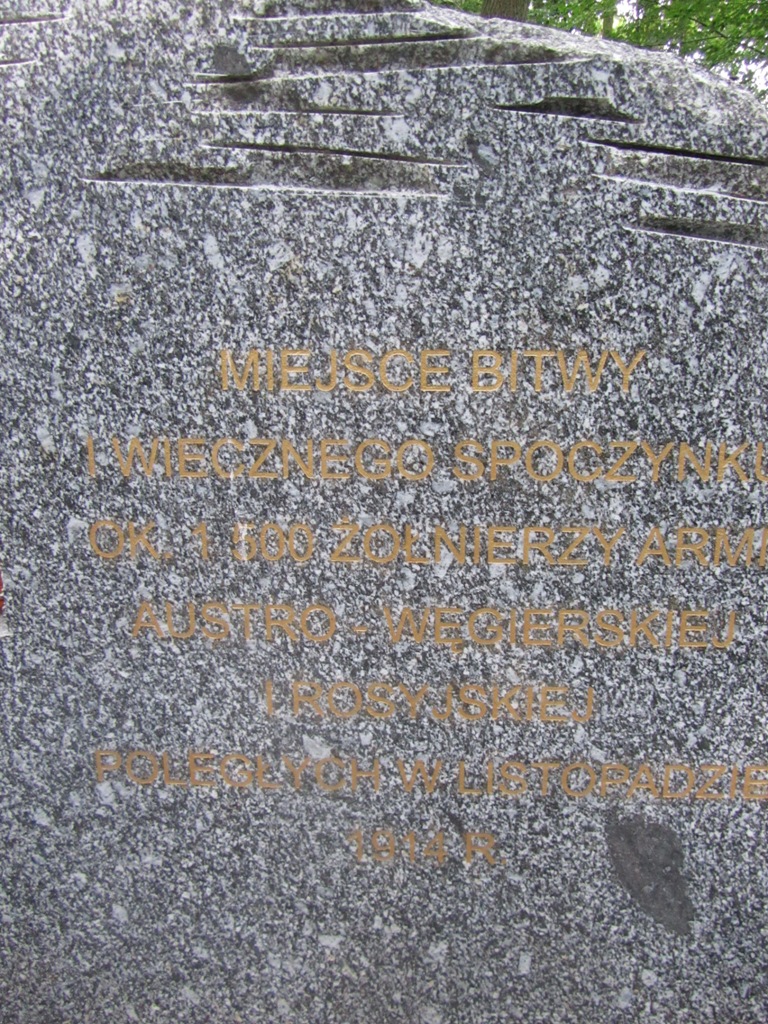 MIEJSCE BITWY
I WIECZNEGO SPOCZYNKU
OK. 1 500 ŻOŁNIERZY ARMI
AUSTRO - WĘGIERSKIEJ
I ROSYJSKIEJ
POLEGŁYCH W LISTOPADZIE
1914 R.